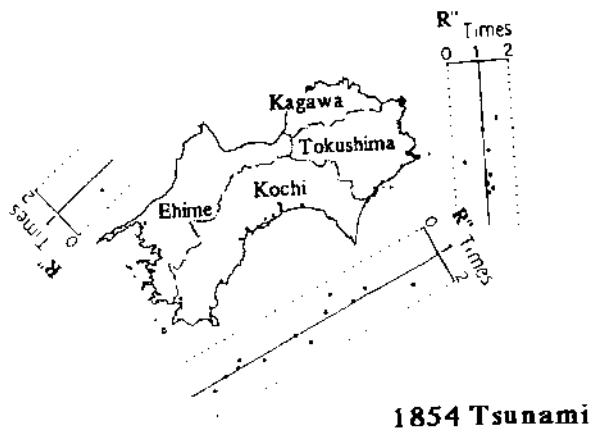 R"
Times
0 1 2
Kagawa
Tokushima
Kochi
Ehime
2
1
0
R" Times
0
1
2
R"
Times
1854 Tsunami